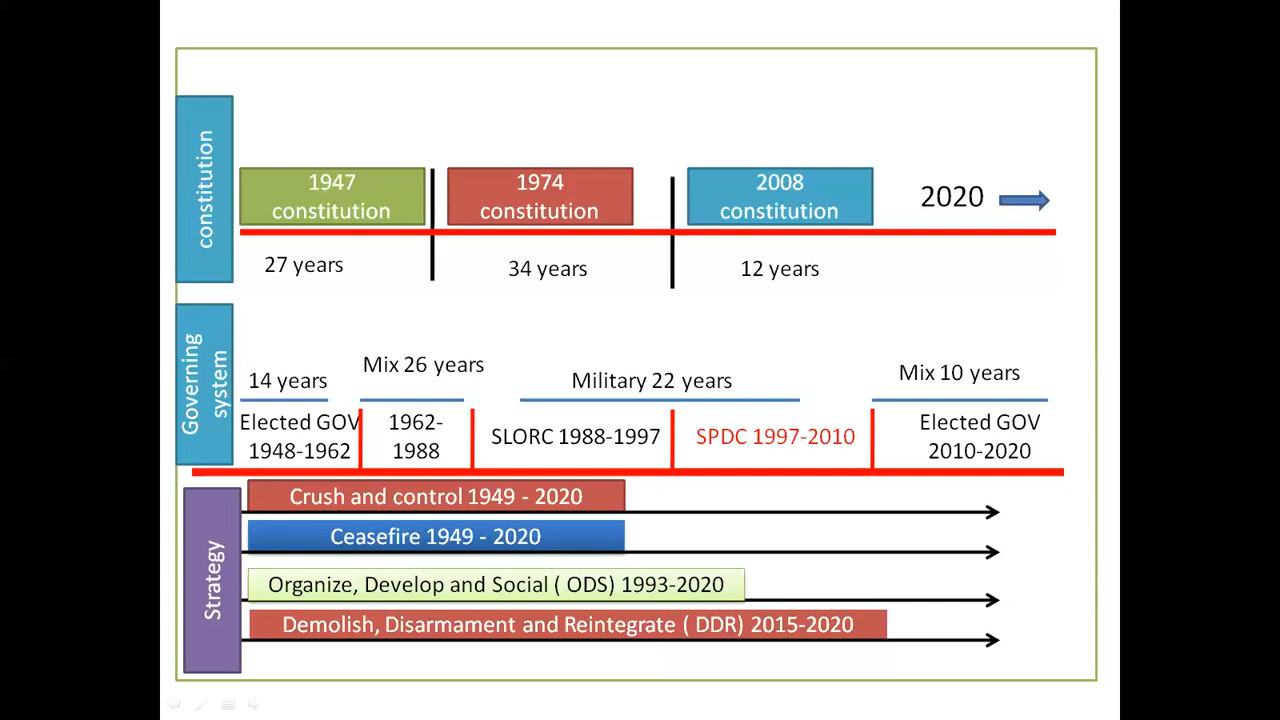 constitution
1947
constitution
1974
constitution
2008
constitution
2020
27 years
34 years
12 years
Governing
system
14 years
Mix 26 years
Military 22 years
Mix 10 years
Elected GOV
1948-1962
1962-
1988
SLORC 1988-1997
SPDC 1997-2010
Elected GOV
2010-2020
Strategy
Crush and control 1949 - 2020
Ceasefire 1949 - 2020
Organize, Develop and Social ( ODS) 1993-2020
Demolish, Disarmament and Reintegrate ( DDR) 2015-2020